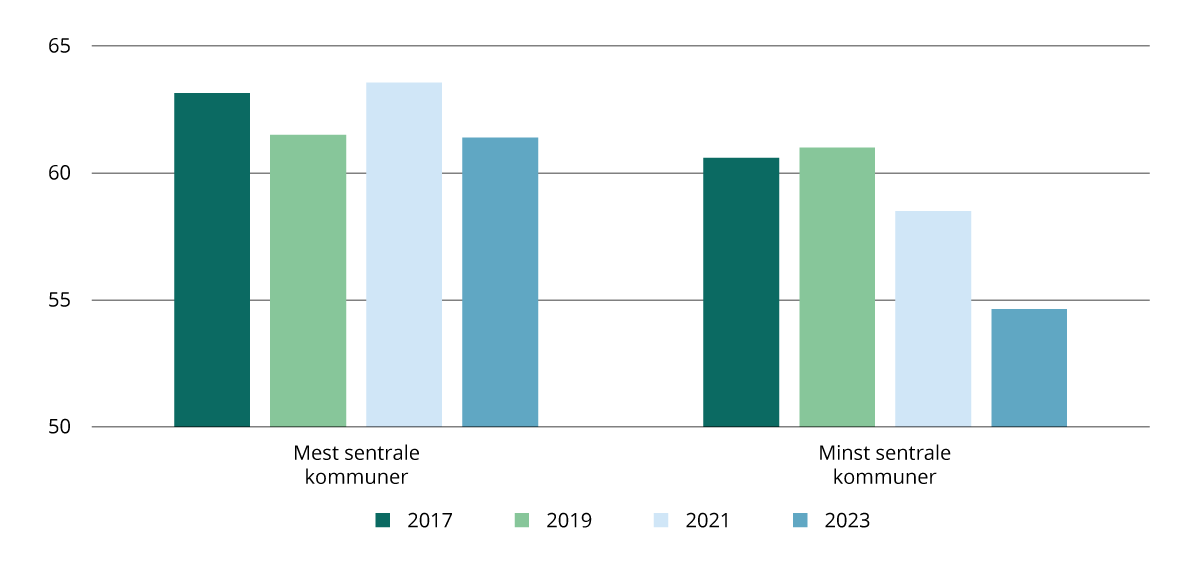 65
60
55
50
Mest sentrale
kommuner
Minst sentrale
kommuner
2017 2019 2021 2023